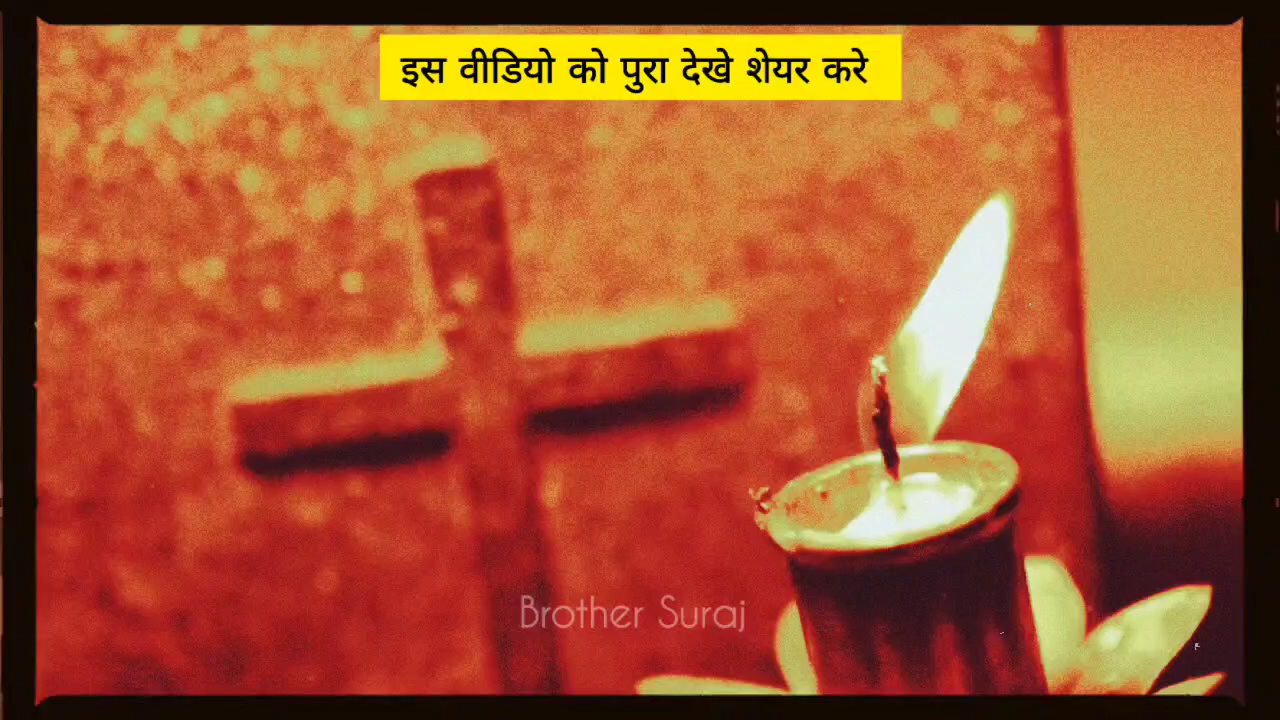 इस वीडियो को पुरा देखे शेयर करे
Brother Suraj